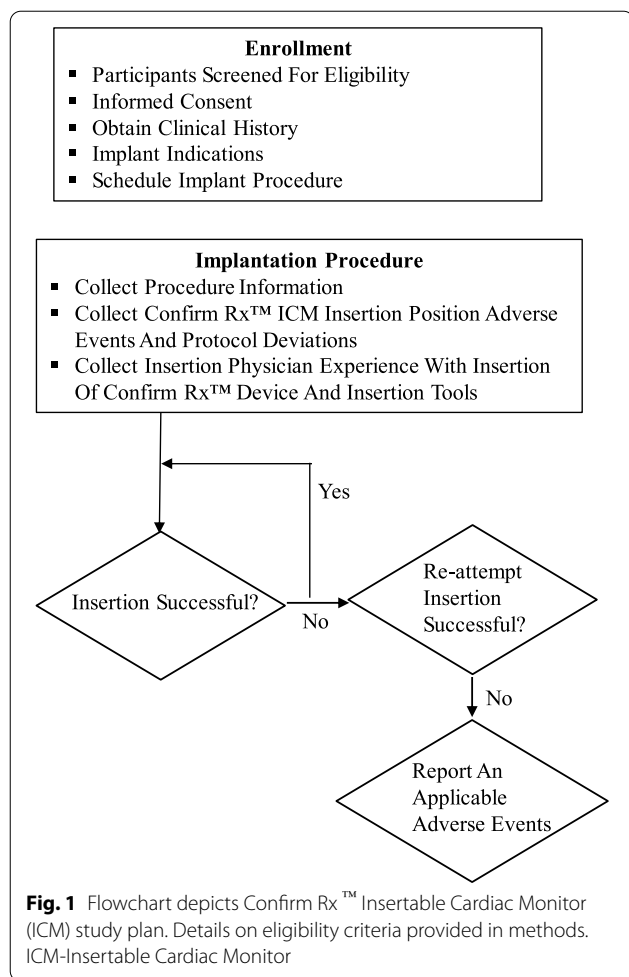 Enrollment
▪ Participants Screened For Eligibility
▪ Informed Consent
▪ Obtain Clinical History
▪ Implant Indications
▪ Schedule Implant Procedure
Implantation Procedure
▪ Collect Procedure Information
▪ Collect Confirm Rx™ ICM Insertion Position Adverse
Events And Protocol Deviations
▪ Collect Insertion Physician Experience With Insertion
Of Confirm Rx™ Device And Insertion Tools
Yes
Insertion Successful?
No
Re-attempt
Insertion
Successful?
No
Report An
Applicable
Adverse Events
Fig. 1 Flowchart depicts Confirm Rx™ Insertable Cardiac Monitor
(ICM) study plan. Details on eligibility criteria provided in methods.
ICM-Insertable Cardiac Monitor